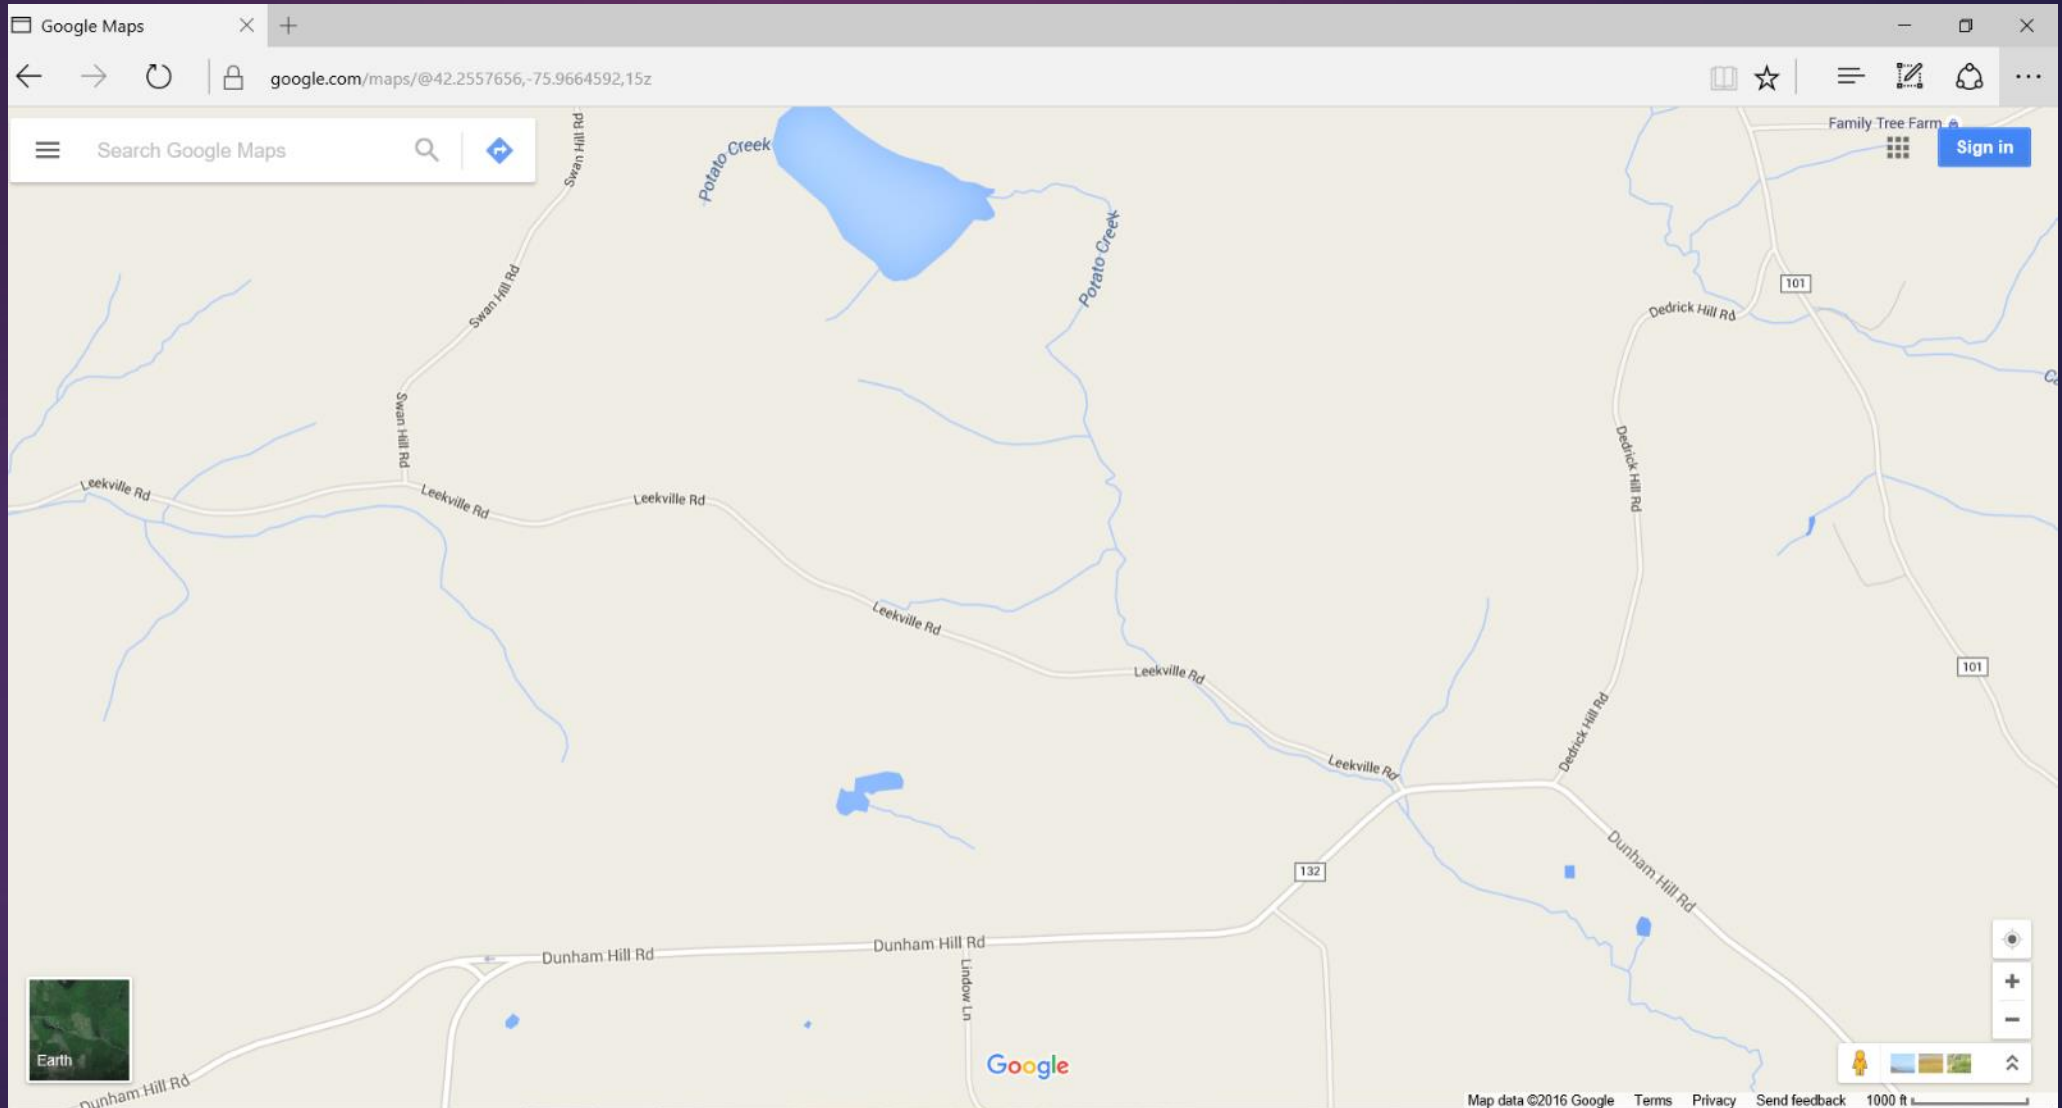 Google Maps
google.com/maps/@42.2557656,-75.9664592,15z
Search Google Maps
Sign in
Family Tree Farm
Swan Hill Rd
Potato Creek
Potato Creek
Swan Hill Rd
101
Dedrick Hill Rd
Swan Hill Rd
Dedrick Hill Rd
Leekville Rd
Leekville Rd
Leekville Rd
Leekville Rd
Leekville Rd
101
Dedrick Hill Rd
Leekville Rd
132
Dunham Hill Rd
Dunham Hill Rd
Dunham Hill Rd
Lindow Ln
Earth
Google
Dunham Hill Rd
Map data ©2016 Google Terms Privacy Send feedback 1000 ft